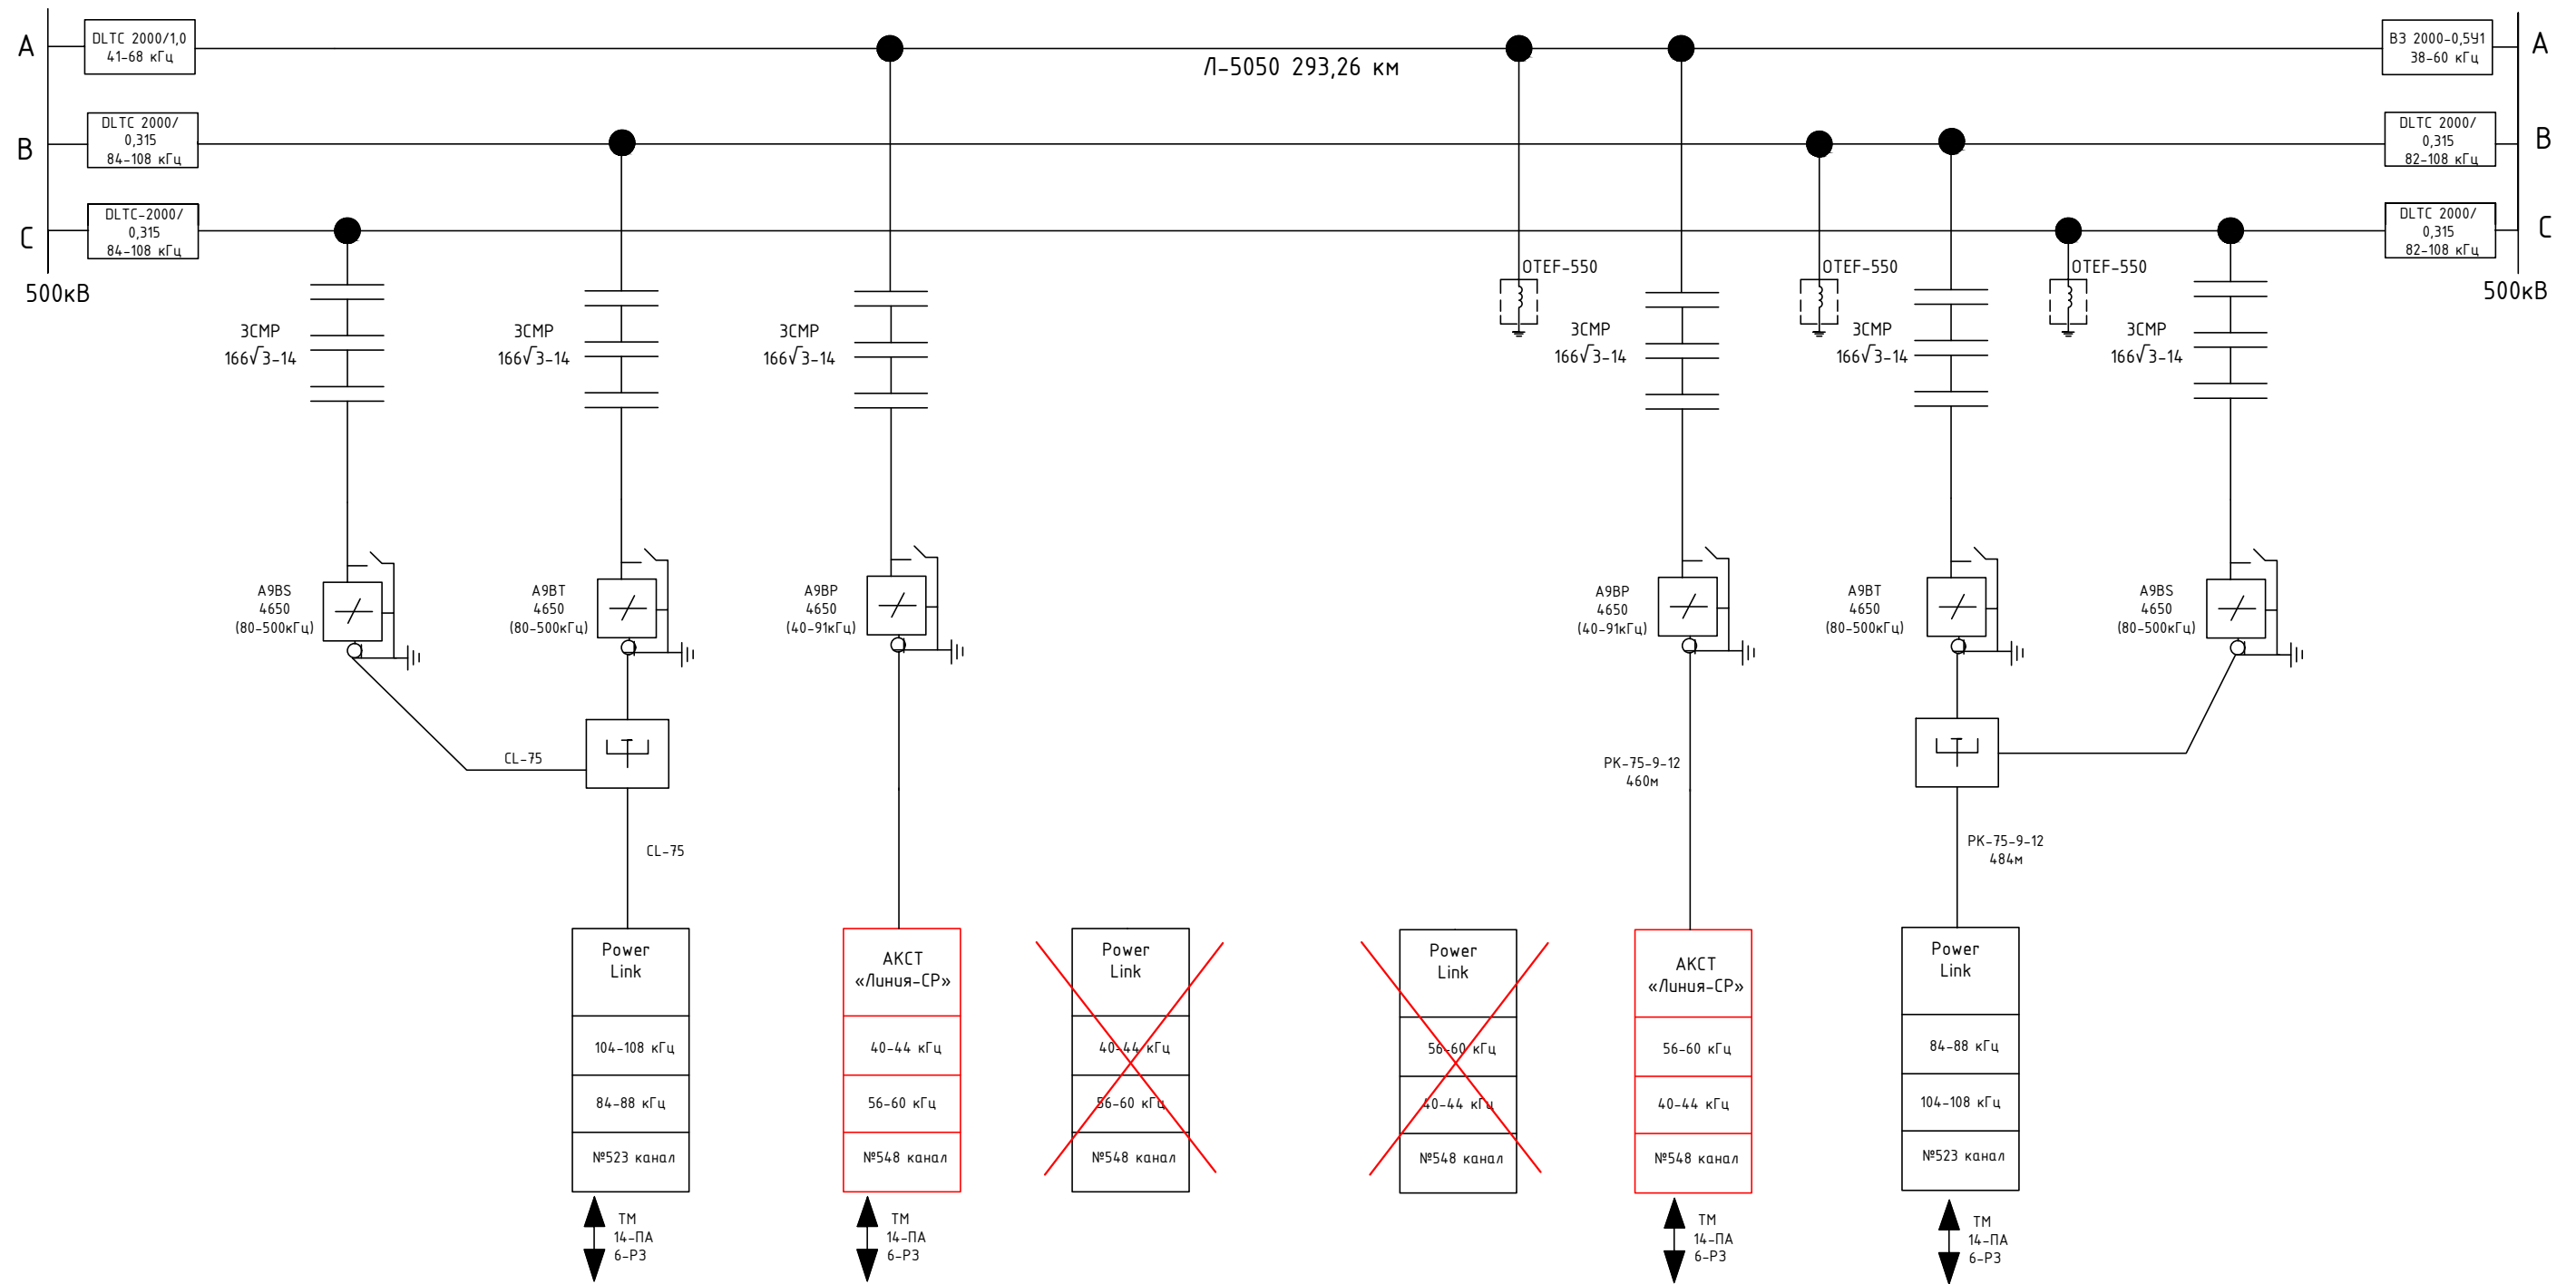 A
DLTC 2000/1,0
41-68 кГц
Л-5050 293,26 км
ВЗ 2000-0,5У1
38-60 кГц
A
B
DLTC 2000/
0,315
84-108 кГц
DLTC 2000/
0,315
82-108 кГц
B
C
DLTC-2000/
0,315
84-108 кГц
DLTC 2000/
0,315
82-108 кГц
C
500кВ
OTEF-550
OTEF-550
OTEF-550
500кВ
3СМР
166√3-14
3СМР
166√3-14
3СМР
166√3-14
3СМР
166√3-14
3СМР
166√3-14
3СМР
166√3-14
A9BS
4650
(80-500кГц)
A9BT
4650
(80-500кГц)
A9BP
4650
(40-91кГц)
A9BP
4650
(40-91кГц)
A9BT
4650
(80-500кГц)
A9BS
4650
(80-500кГц)
CL-75
РК-75-9-12
460м
CL-75
РК-75-9-12
484м
Power
Link
104-108 кГц
84-88 кГц
№523 канал
АКСТ
«Линия-СР»
40-44 кГц
56-60 кГц
№548 канал
Power
Link
40-44 кГц
56-60 кГц
№548 канал
Power
Link
56-60 кГц
40-44 кГц
№548 канал
АКСТ
«Линия-СР»
56-60 кГц
40-44 кГц
№548 канал
Power
Link
84-88 кГц
104-108 кГц
№523 канал
ТМ
14-ПА
6-РЗ
ТМ
14-ПА
6-РЗ
ТМ
14-ПА
6-РЗ
ТМ
14-ПА
6-РЗ